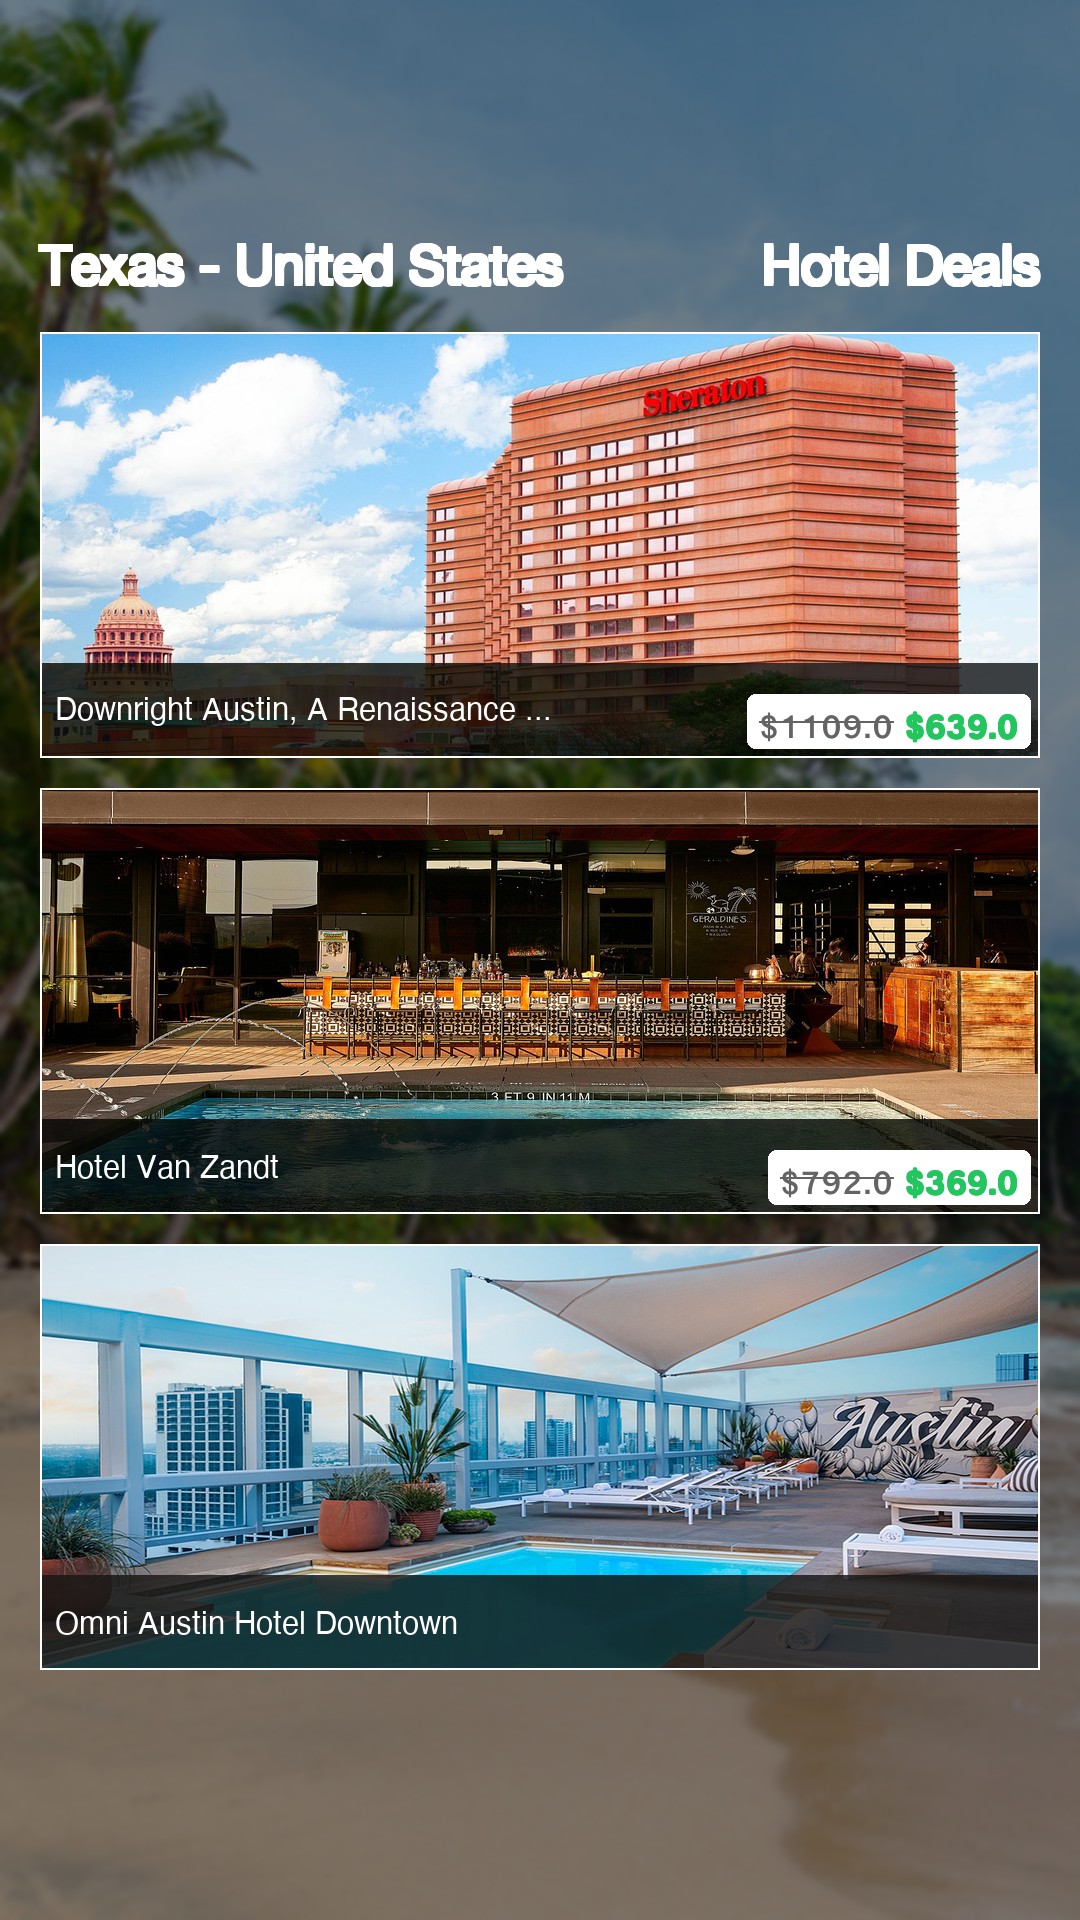 Texas - United States Hotel Deals
Sheraton
Downright Austin, A Renaissance ...
$1109.0 $639.0
GERALDINE'S
3 FT 9 IN 1.1 M
Hotel Van Zandt
$792.0 $369.0
Austin
Omni Austin Hotel Downtown